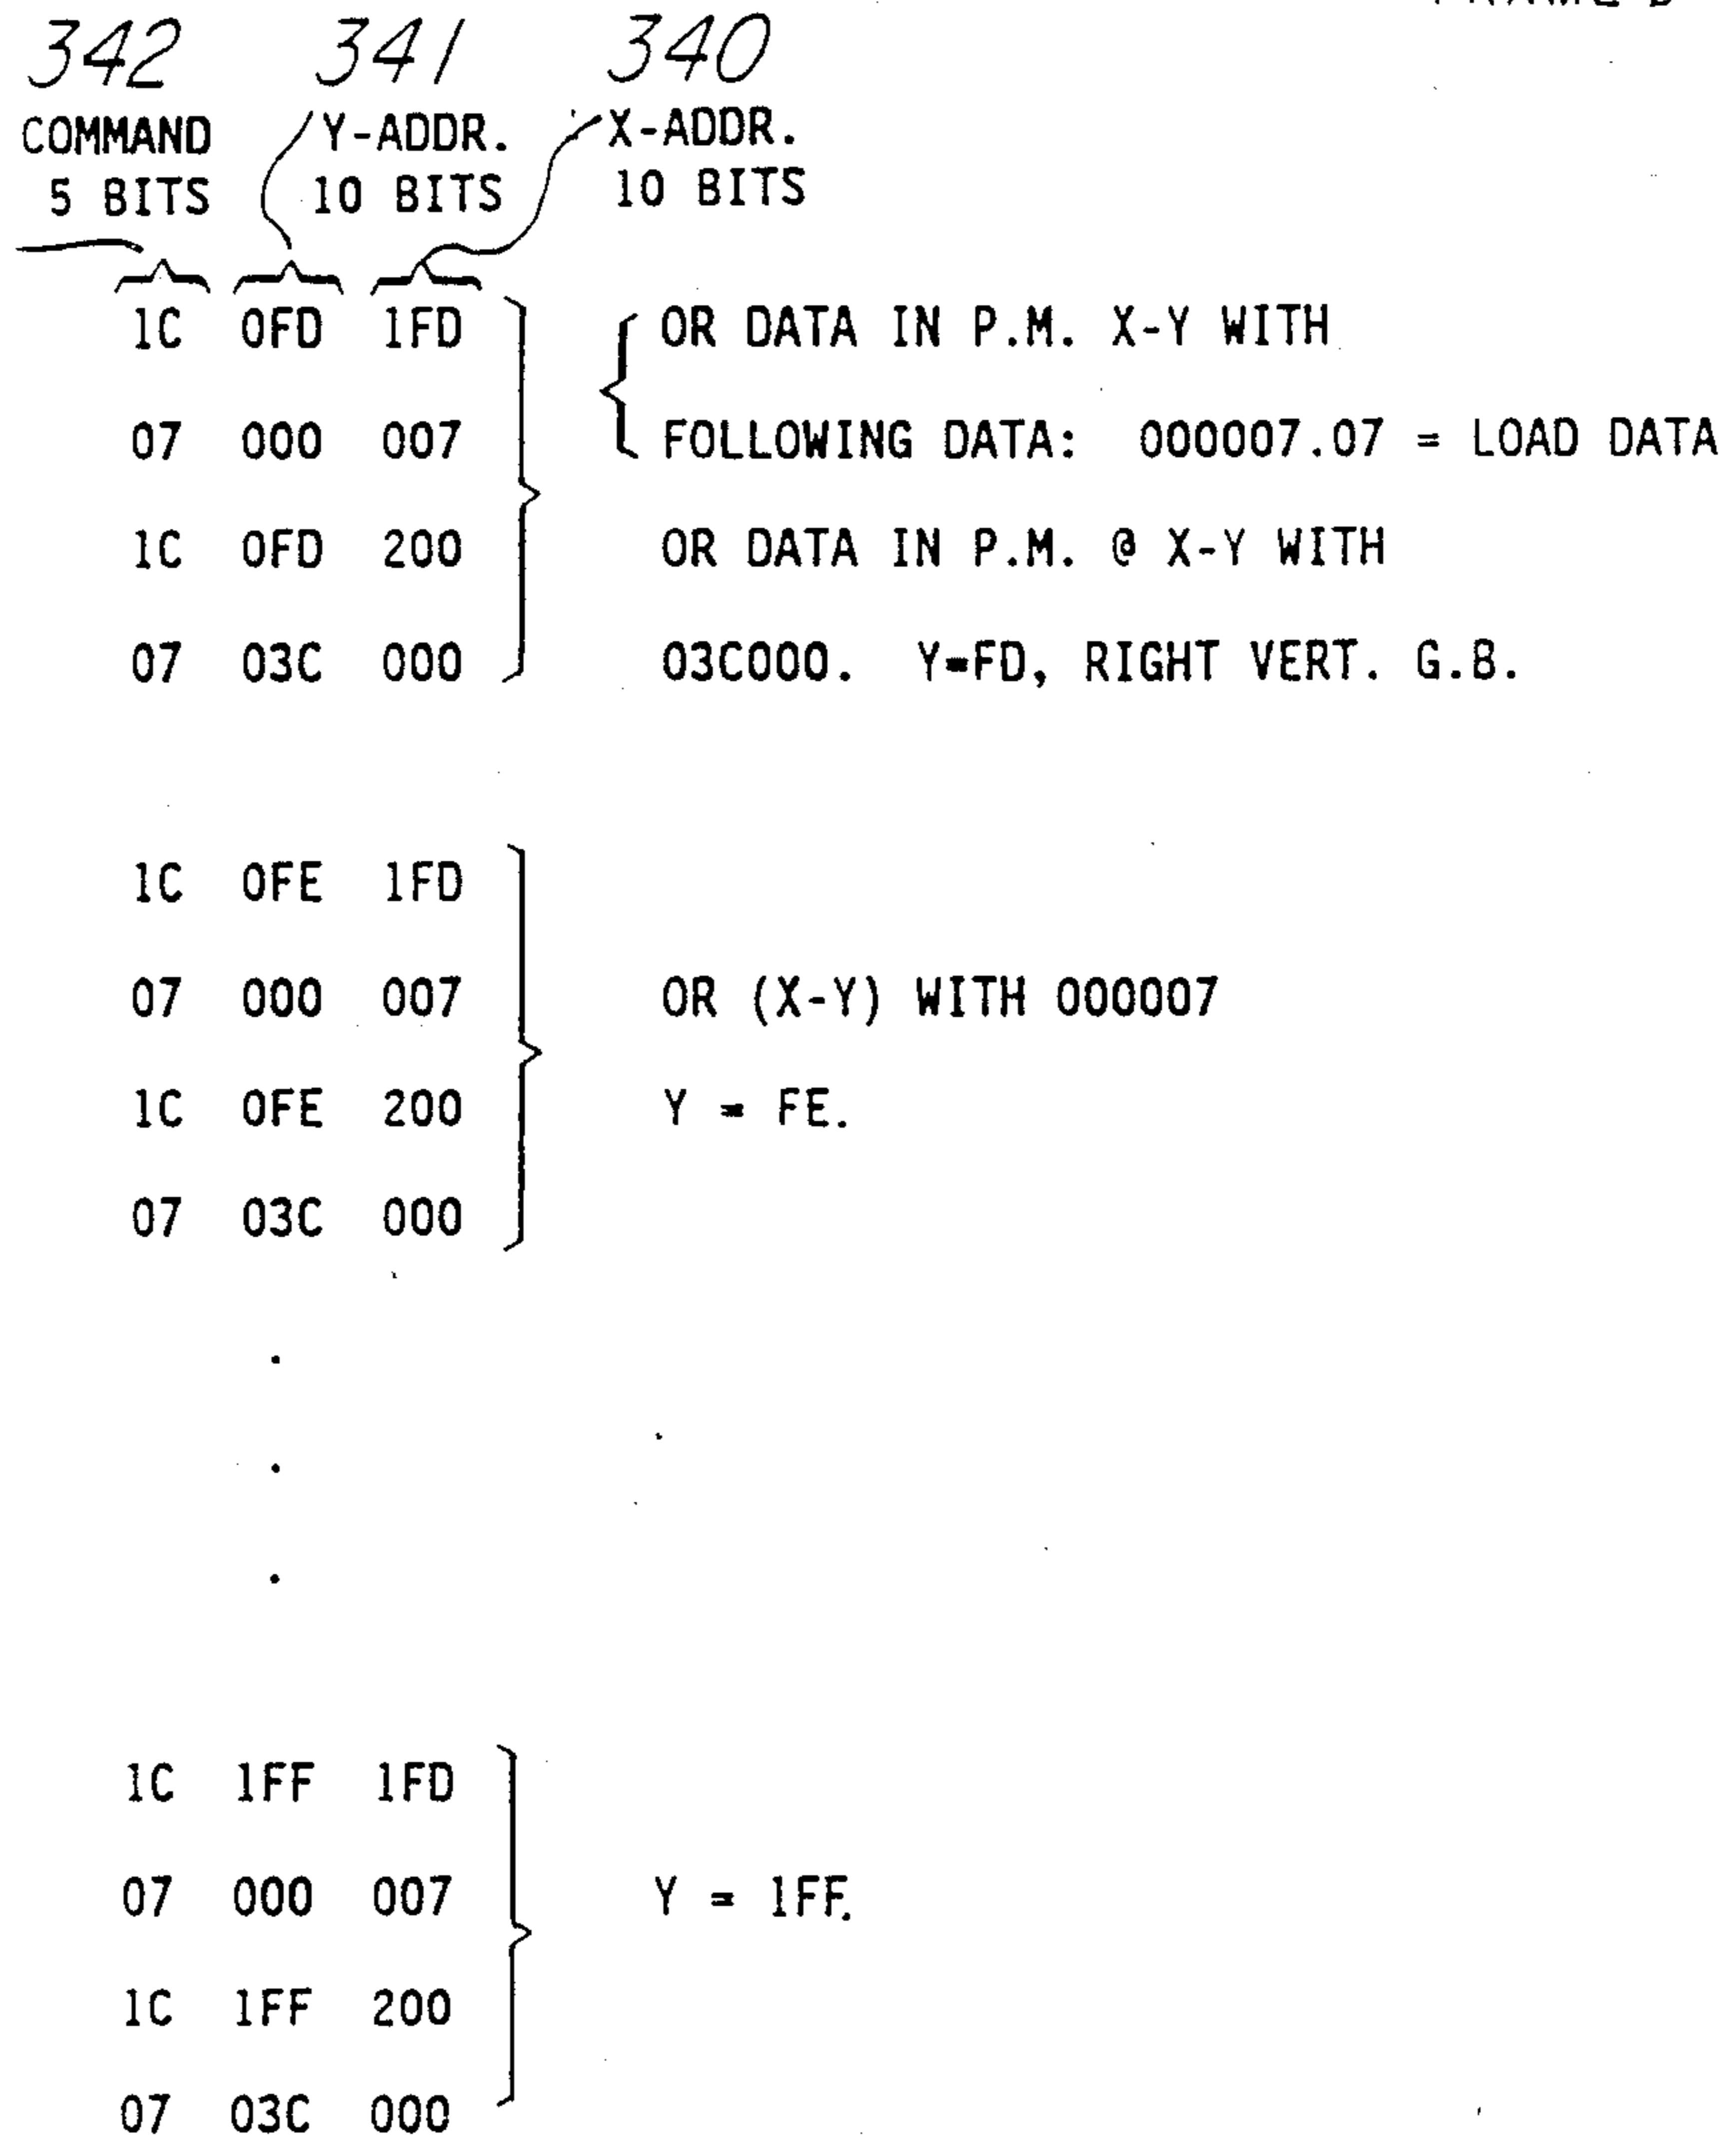 342 341 340
COMMAND Y-ADDR. X-ADDR.
5 BITS 10 BITS 10 BITS
1C 0FD 1FD OR DATA IN P.M. X-Y WITH
07 000 007 FOLLOWING DATA: 000007.07 = LOAD DATA
1C 0FD 200 OR DATA IN P.M. @ X-Y WITH
07 03C 000 03C000. Y=FD, RIGHT VERT. G.B.
1C 0FE 1FD
07 000 007 OR (X-Y) WITH 000007
1C 0FE 200 Y = FE.
07 03C 000
.
.
.
1C 1FF 1FD
07 000 007 Y = 1FF.
1C 1FF 200
07 03C 000